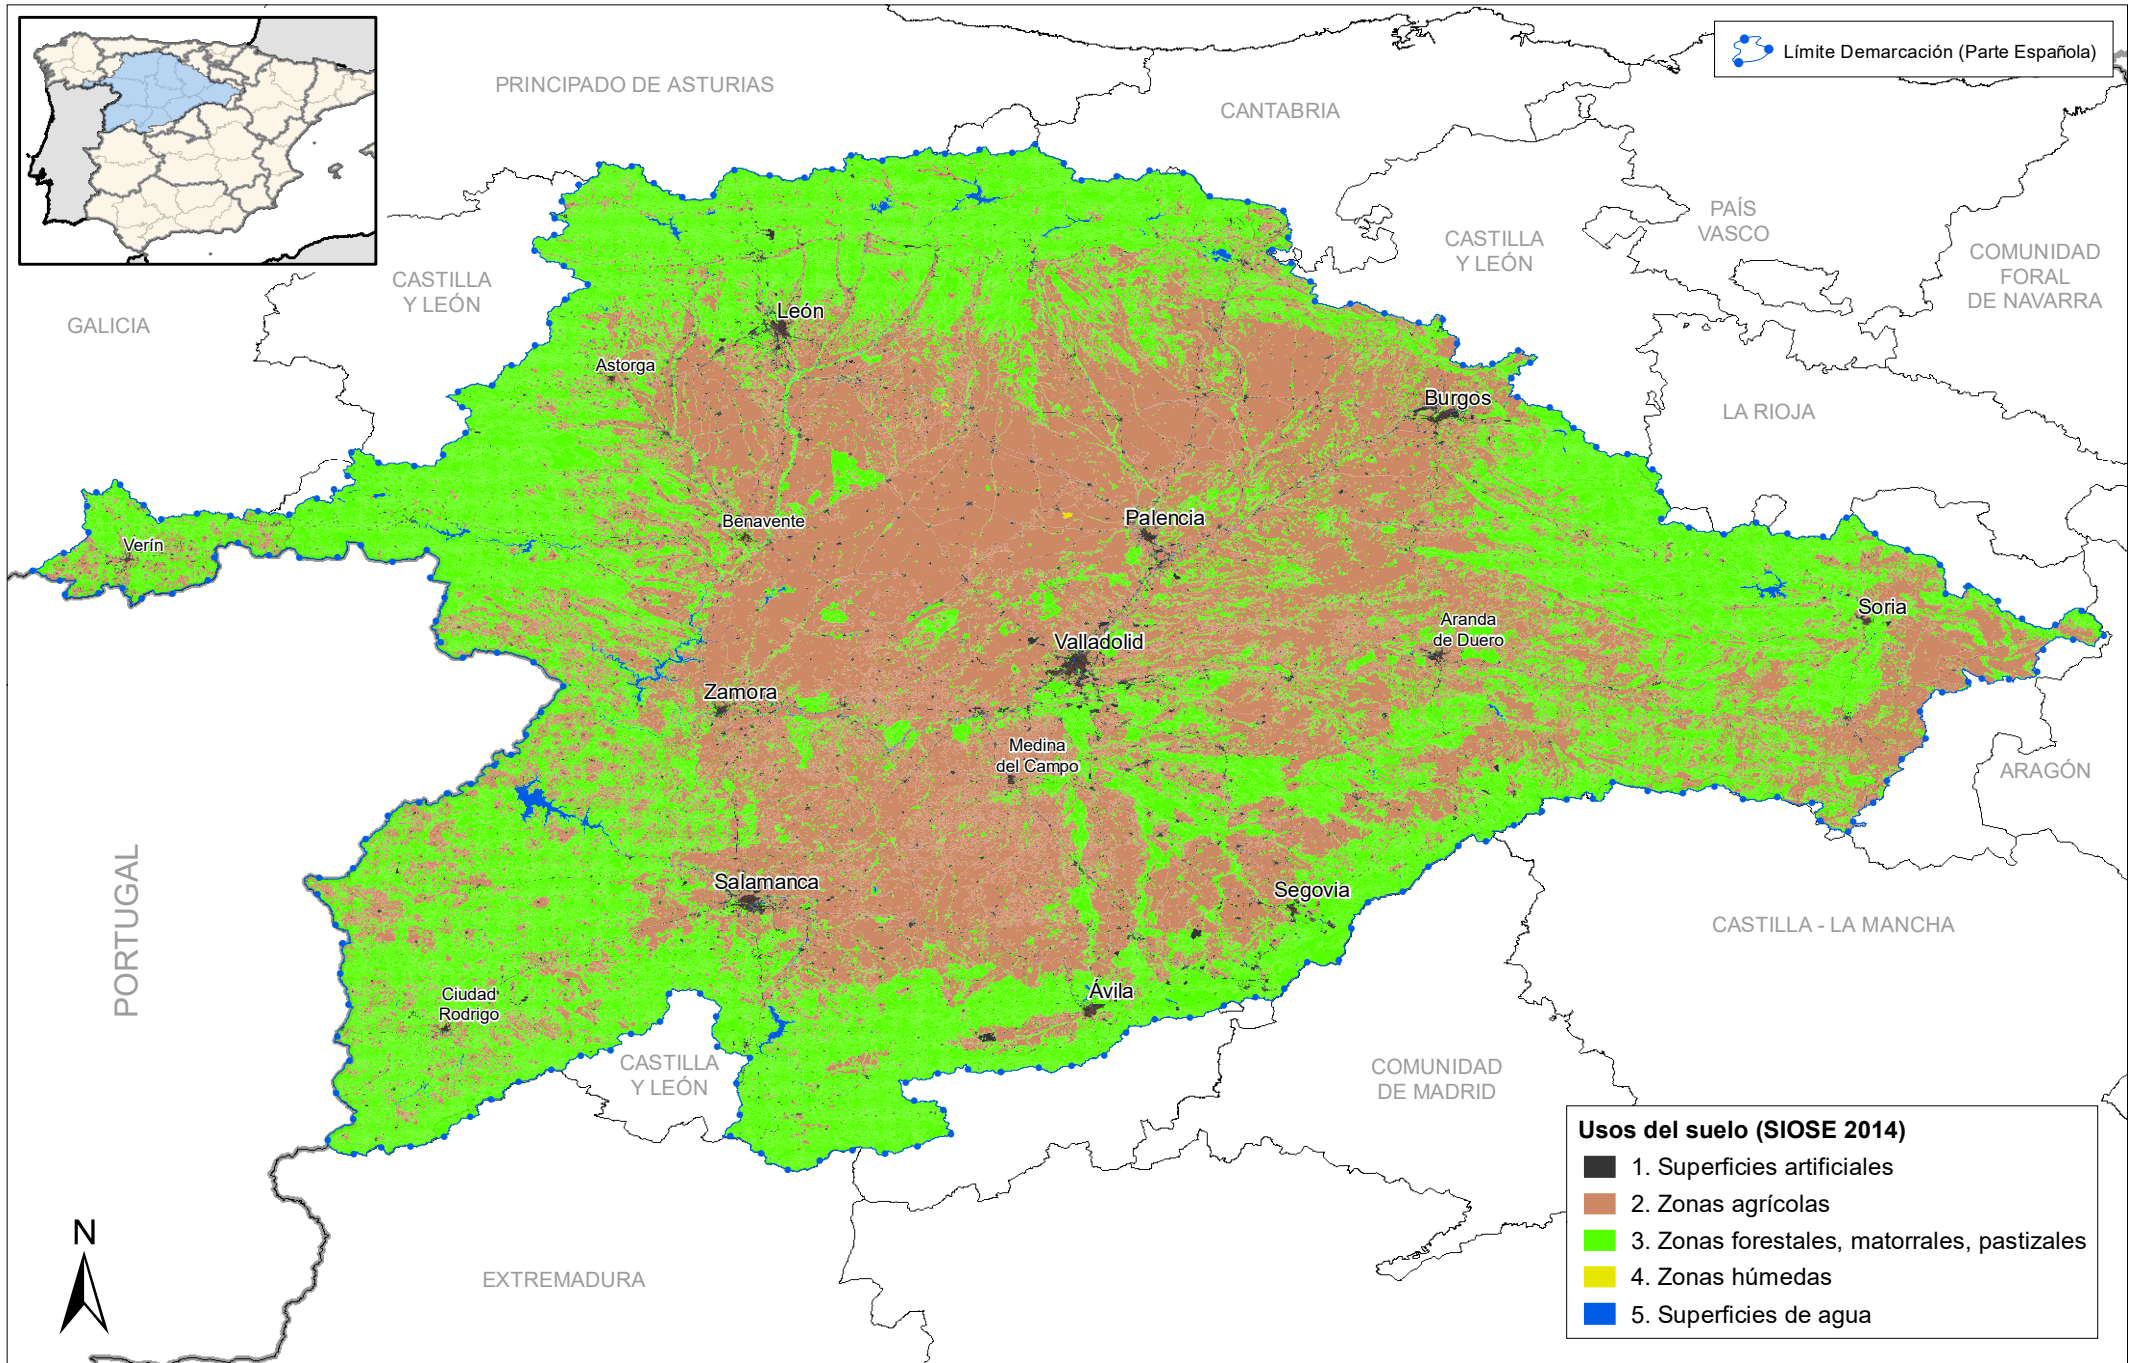 Límite Demarcación (Parte Española)
PRINCIPADO DE ASTURIAS
CANTABRIA
PAÍS
VASCO
CASTILLA
Y LEÓN
COMUNIDAD
FORAL
DE NAVARRA
CASTILLA
Y LEÓN
GALICIA
León
Astorga
Burgos
LA RIOJA
Benavente
Palencia
Verín
Soria
Aranda
de Duero
Valladolid
Zamora
Medina
del Campo
ARAGÓN
PORTUGAL
Salamanca
Segovia
CASTILLA - LA MANCHA
Ciudad
Rodrigo
Ávila
CASTILLA
Y LEÓN
COMUNIDAD
DE MADRID
N
EXTREMADURA
Usos del suelo (SIOSE 2014)
1. Superficies artificiales
2. Zonas agrícolas
3. Zonas forestales, matorrales, pastizales
4. Zonas húmedas
5. Superficies de agua